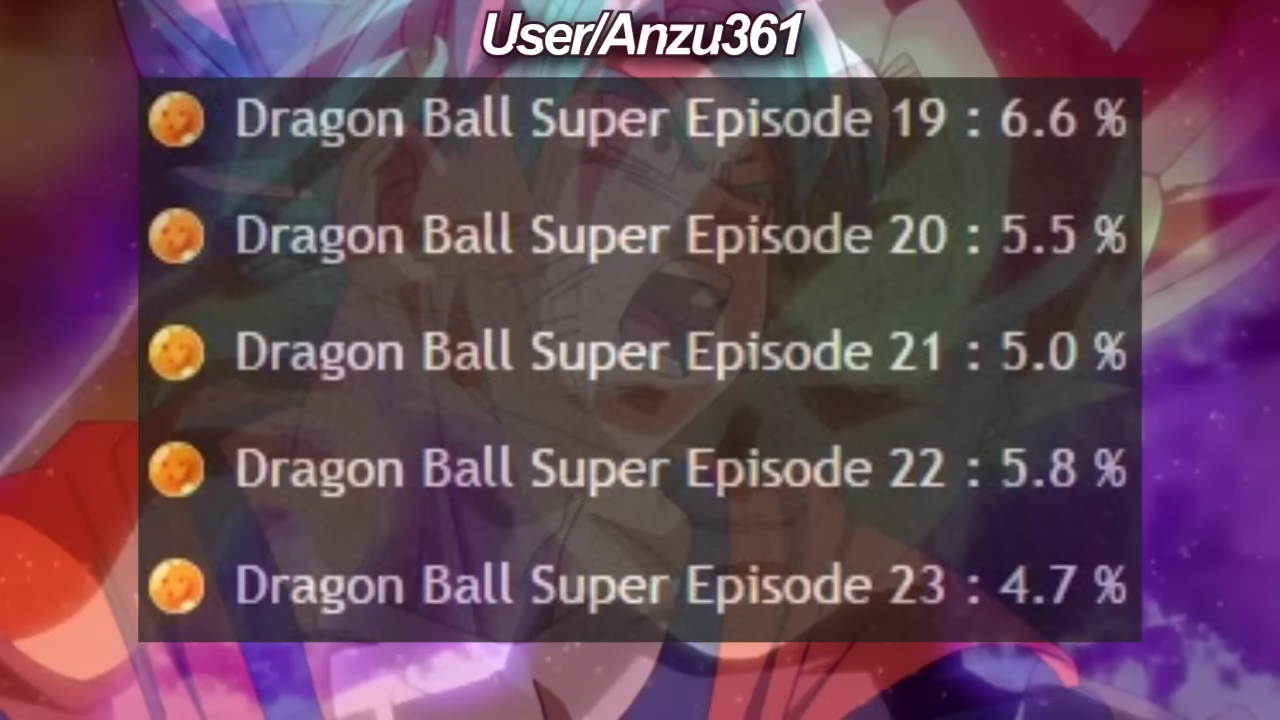 User/Anzu361
Dragon Ball Super Episode 19 : 6.6 %
Dragon Ball Super Episode 20 : 5.5 %
Dragon Ball Super Episode 21 : 5.0 %
Dragon Ball Super Episode 22 : 5.8 %
Dragon Ball Super Episode 23 : 4.7 %